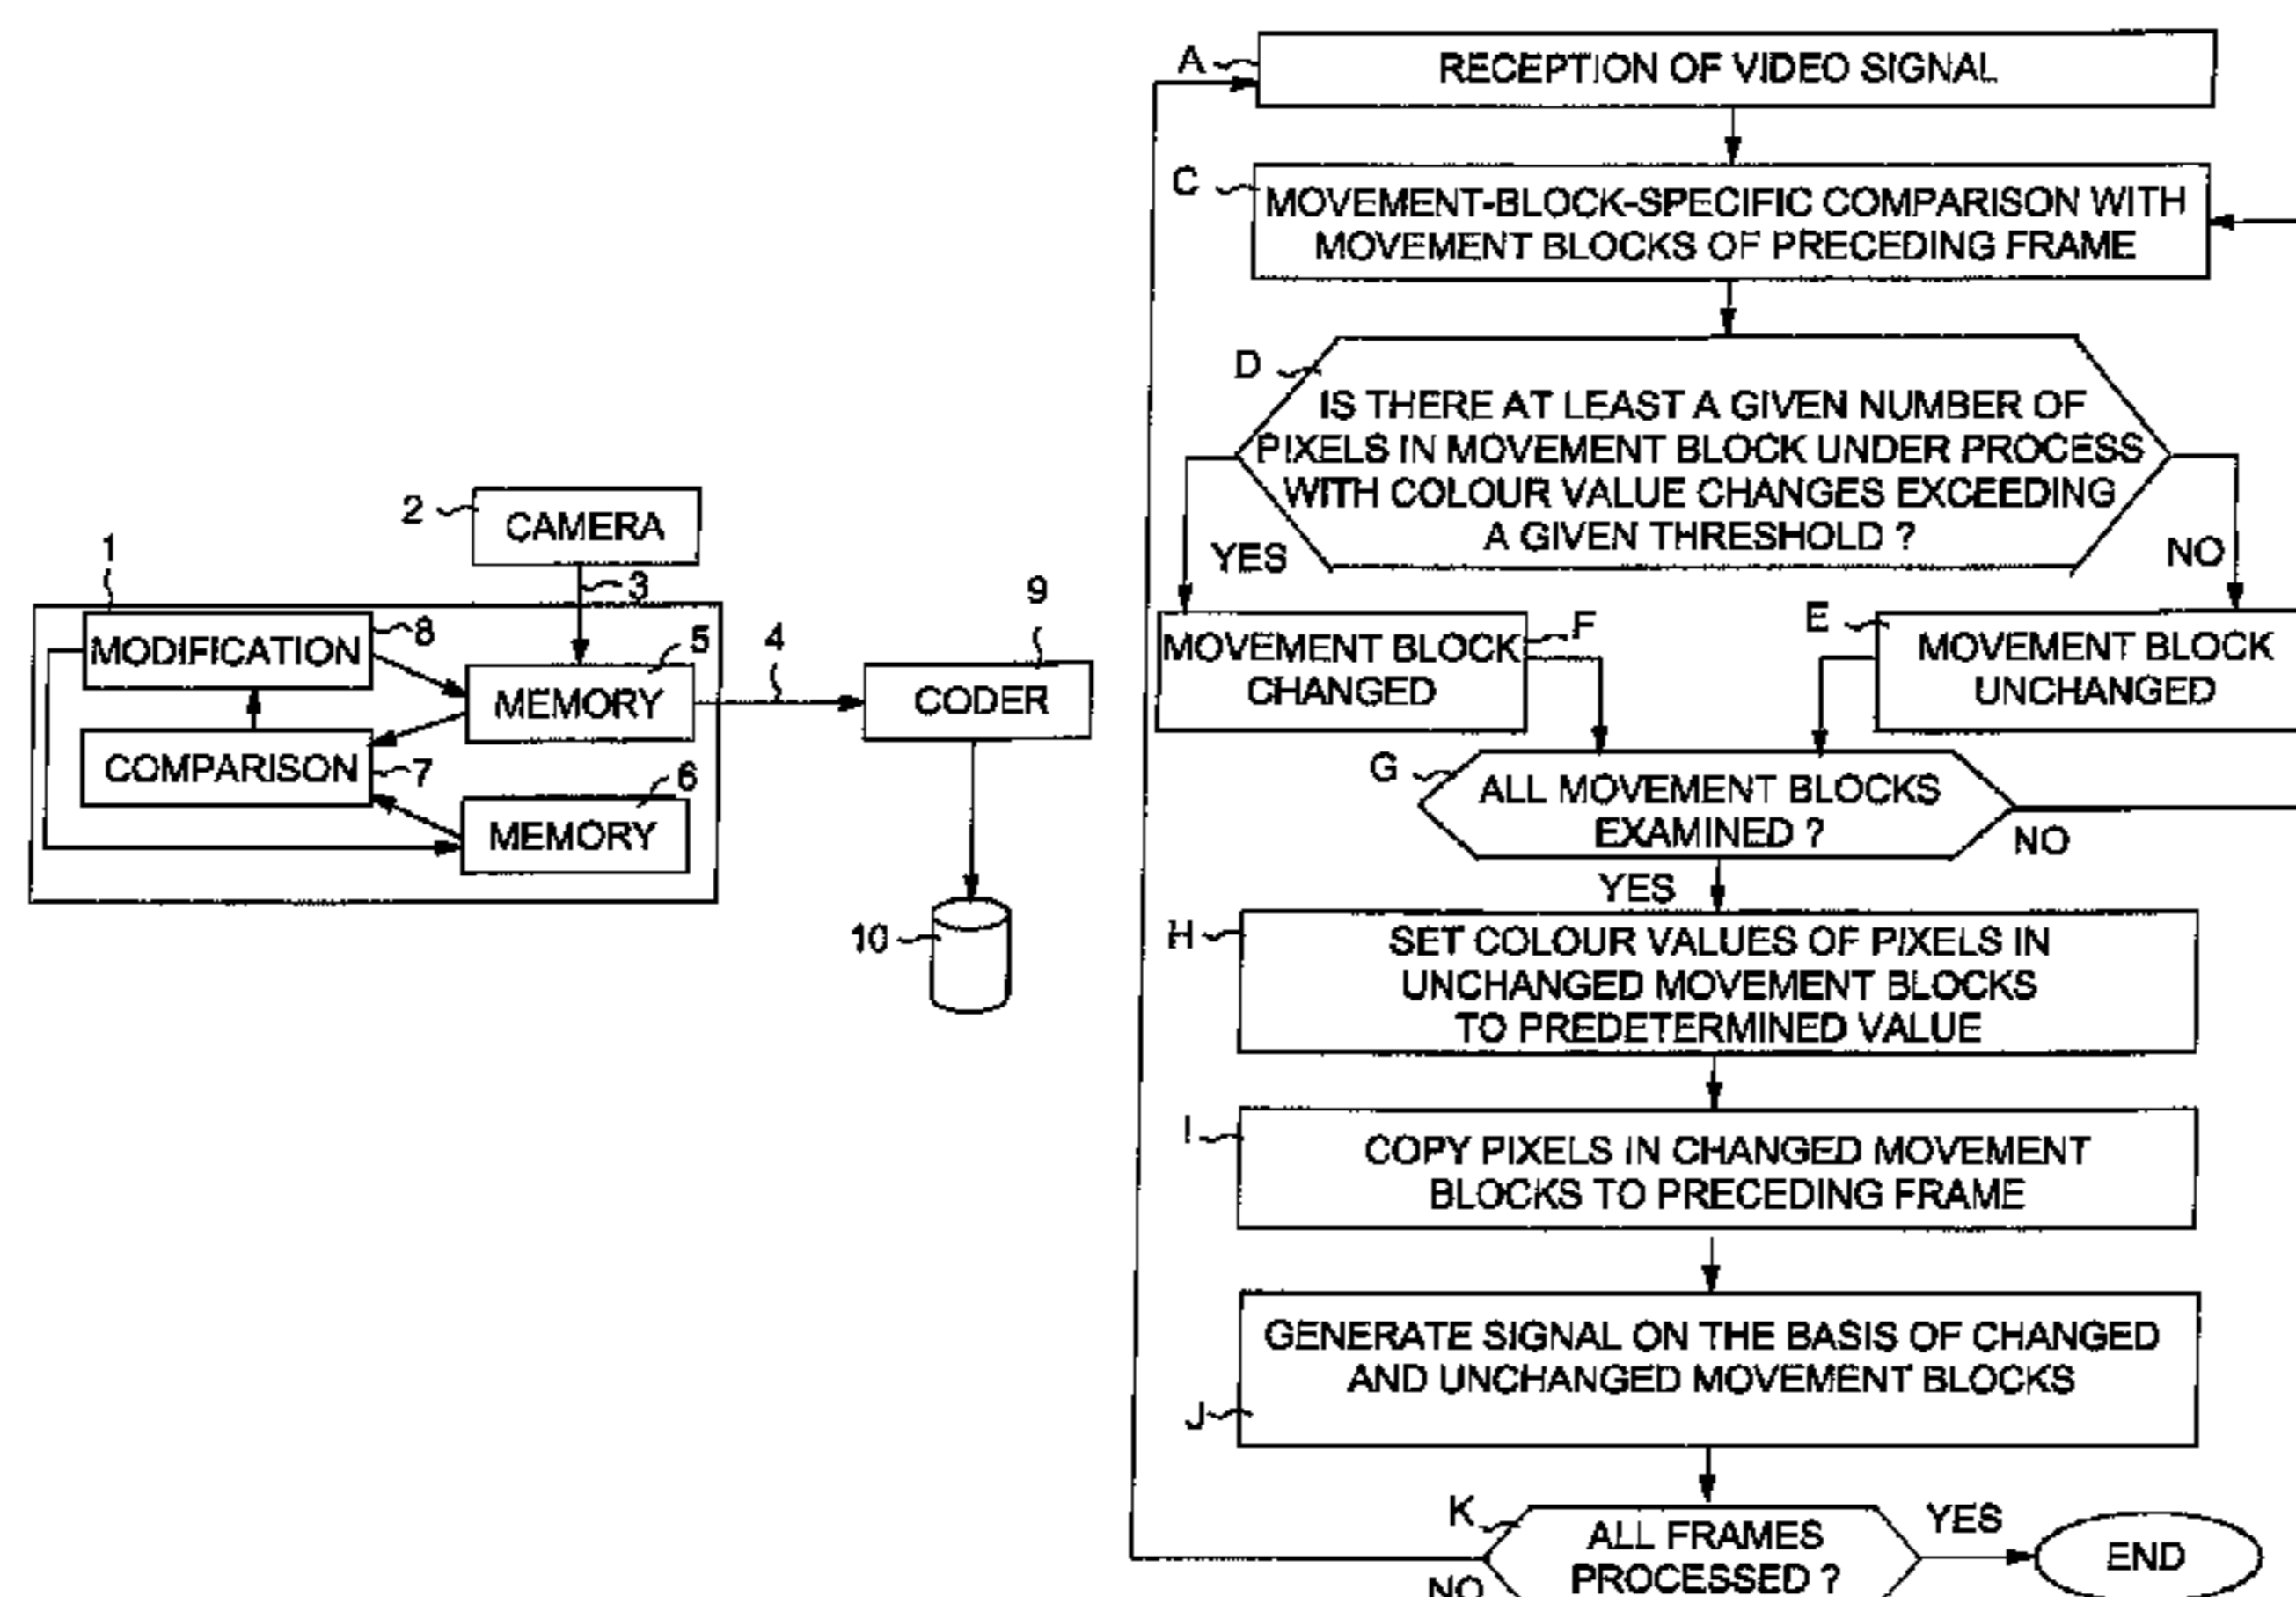 2
CAMERA
3
1
MODIFICATION
8
5
MEMORY
4
9
CODER
COMPARISON
7
6
MEMORY
10
A
RECEPTION OF VIDEO SIGNAL
C
MOVEMENT-BLOCK-SPECIFIC COMPARISON WITH
MOVEMENT BLOCKS OF PRECEDING FRAME
D
IS THERE AT LEAST A GIVEN NUMBER OF
PIXELS IN MOVEMENT BLOCK UNDER PROCESS
WITH COLOUR VALUE CHANGES EXCEEDING
A GIVEN THRESHOLD ?
YES
NO
MOVEMENT BLOCK
CHANGED
F
E
MOVEMENT BLOCK
UNCHANGED
G
ALL MOVEMENT BLOCKS
EXAMINED ?
NO
YES
H
SET COLOUR VALUES OF PIXELS IN
UNCHANGED MOVEMENT BLOCKS
TO PREDETERMINED VALUE
I
COPY PIXELS IN CHANGED MOVEMENT
BLOCKS TO PRECEDING FRAME
GENERATE SIGNAL ON THE BASIS OF CHANGED
AND UNCHANGED MOVEMENT BLOCKS
J
K
ALL FRAMES
PROCESSED ?
YES
END
NO